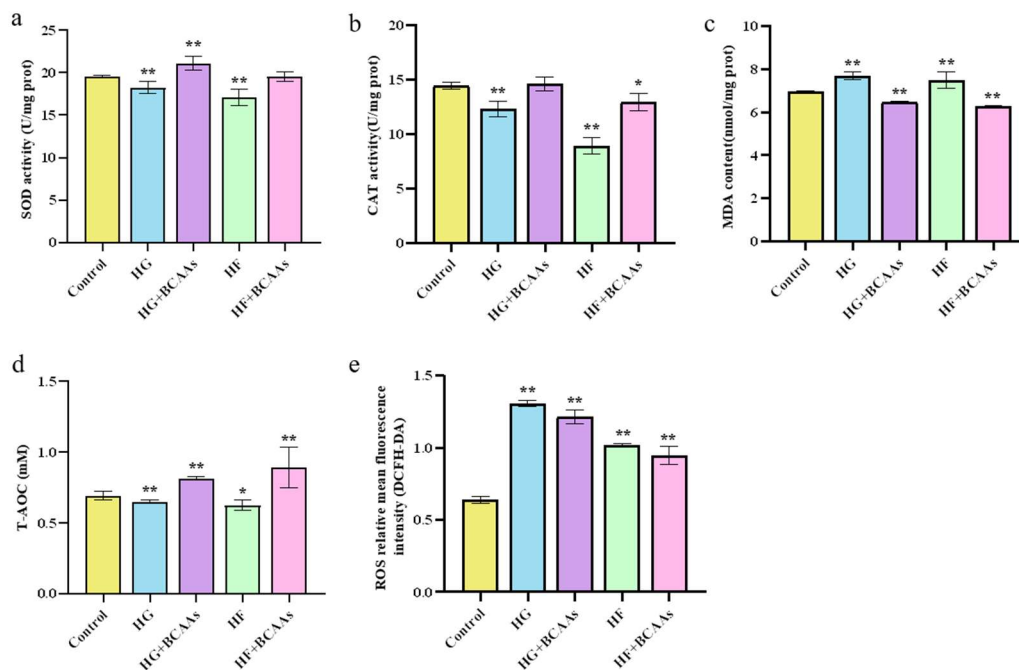 a
SOD activity (U/mg prot)
25
20
15
10
5
0
**
**
**
Control
HG
HG+BCAAs
HF
HF+BCAAs
b
CAT activity(U/mg prot)
20
15
10
5
0
**
**
*
Control
HG
HG+BCAAs
HF
HF+BCAAs
c
MDA content(nmol/mg prot)
10
8
6
4
2
0
**
**
**
**
Control
HG
HG+BCAAs
HF
HF+BCAAs
d
T-AOC (mM)
1.5
1.0
0.5
0.0
**
**
*
**
Control
HG
HG+BCAAs
HF
HF+BCAAs
e
ROS relative mean fluorescence
intensity (DCFH-DA)
1.5
1.0
0.5
0.0
**
**
**
**
Control
HG
HG+BCAAs
HF
HF+BCAAs